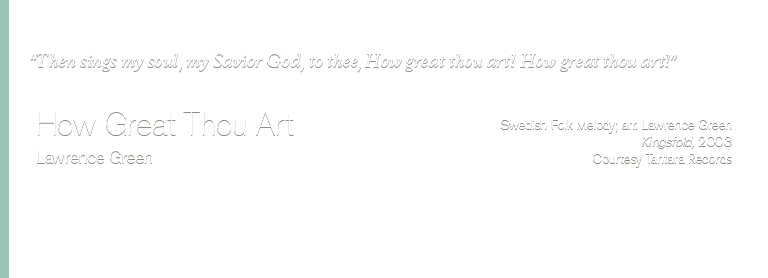 “Then sings my soul, my Savior God, to thee, How great thou art! How great thou art!”
How Great Thou Art
Lawrence Green
Swedish Folk Melody; arr. Lawrence Green
Kingsfold, 2003
Courtesy Tantara Records